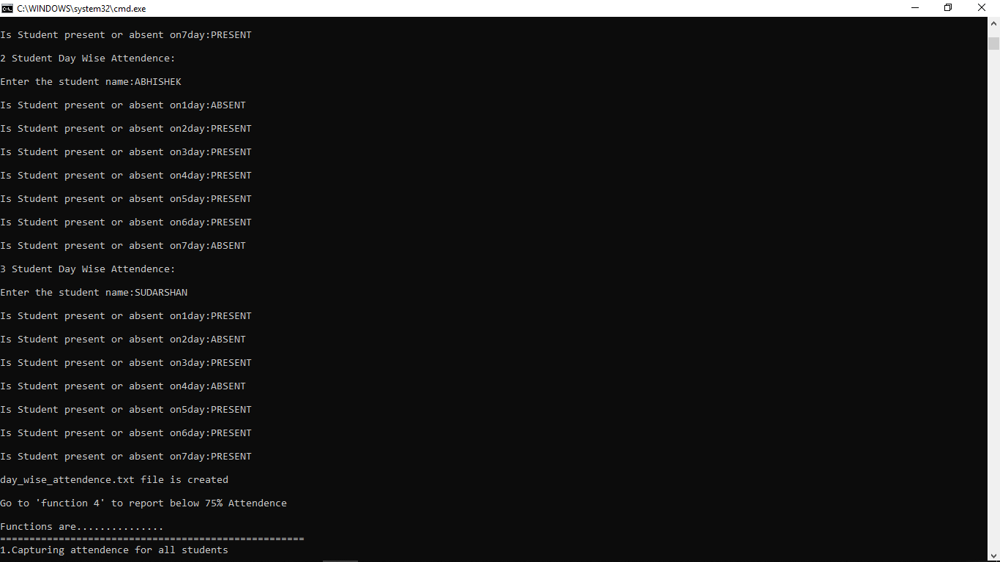 C:\WINDOWS\system32\cmd.exe
Is Student present or absent on7day:PRESENT
2 Student Day Wise Attendence:
Enter the student name:ABHISHEK
Is Student present or absent on1day:ABSENT
Is Student present or absent on2day:PRESENT
Is Student present or absent on3day:PRESENT
Is Student present or absent on4day:PRESENT
Is Student present or absent on5day:PRESENT
Is Student present or absent on6day:PRESENT
Is Student present or absent on7day:ABSENT
3 Student Day Wise Attendence:
Enter the student name:SUDARSHAN
Is Student present or absent on1day:PRESENT
Is Student present or absent on2day:ABSENT
Is Student present or absent on3day:PRESENT
Is Student present or absent on4day:ABSENT
Is Student present or absent on5day:PRESENT
Is Student present or absent on6day:PRESENT
Is Student present or absent on7day:PRESENT
day_wise_attendence.txt file is created
Go to 'function 4' to report below 75% Attendence
Functions are...............
====================================================
1.Capturing attendence for all students